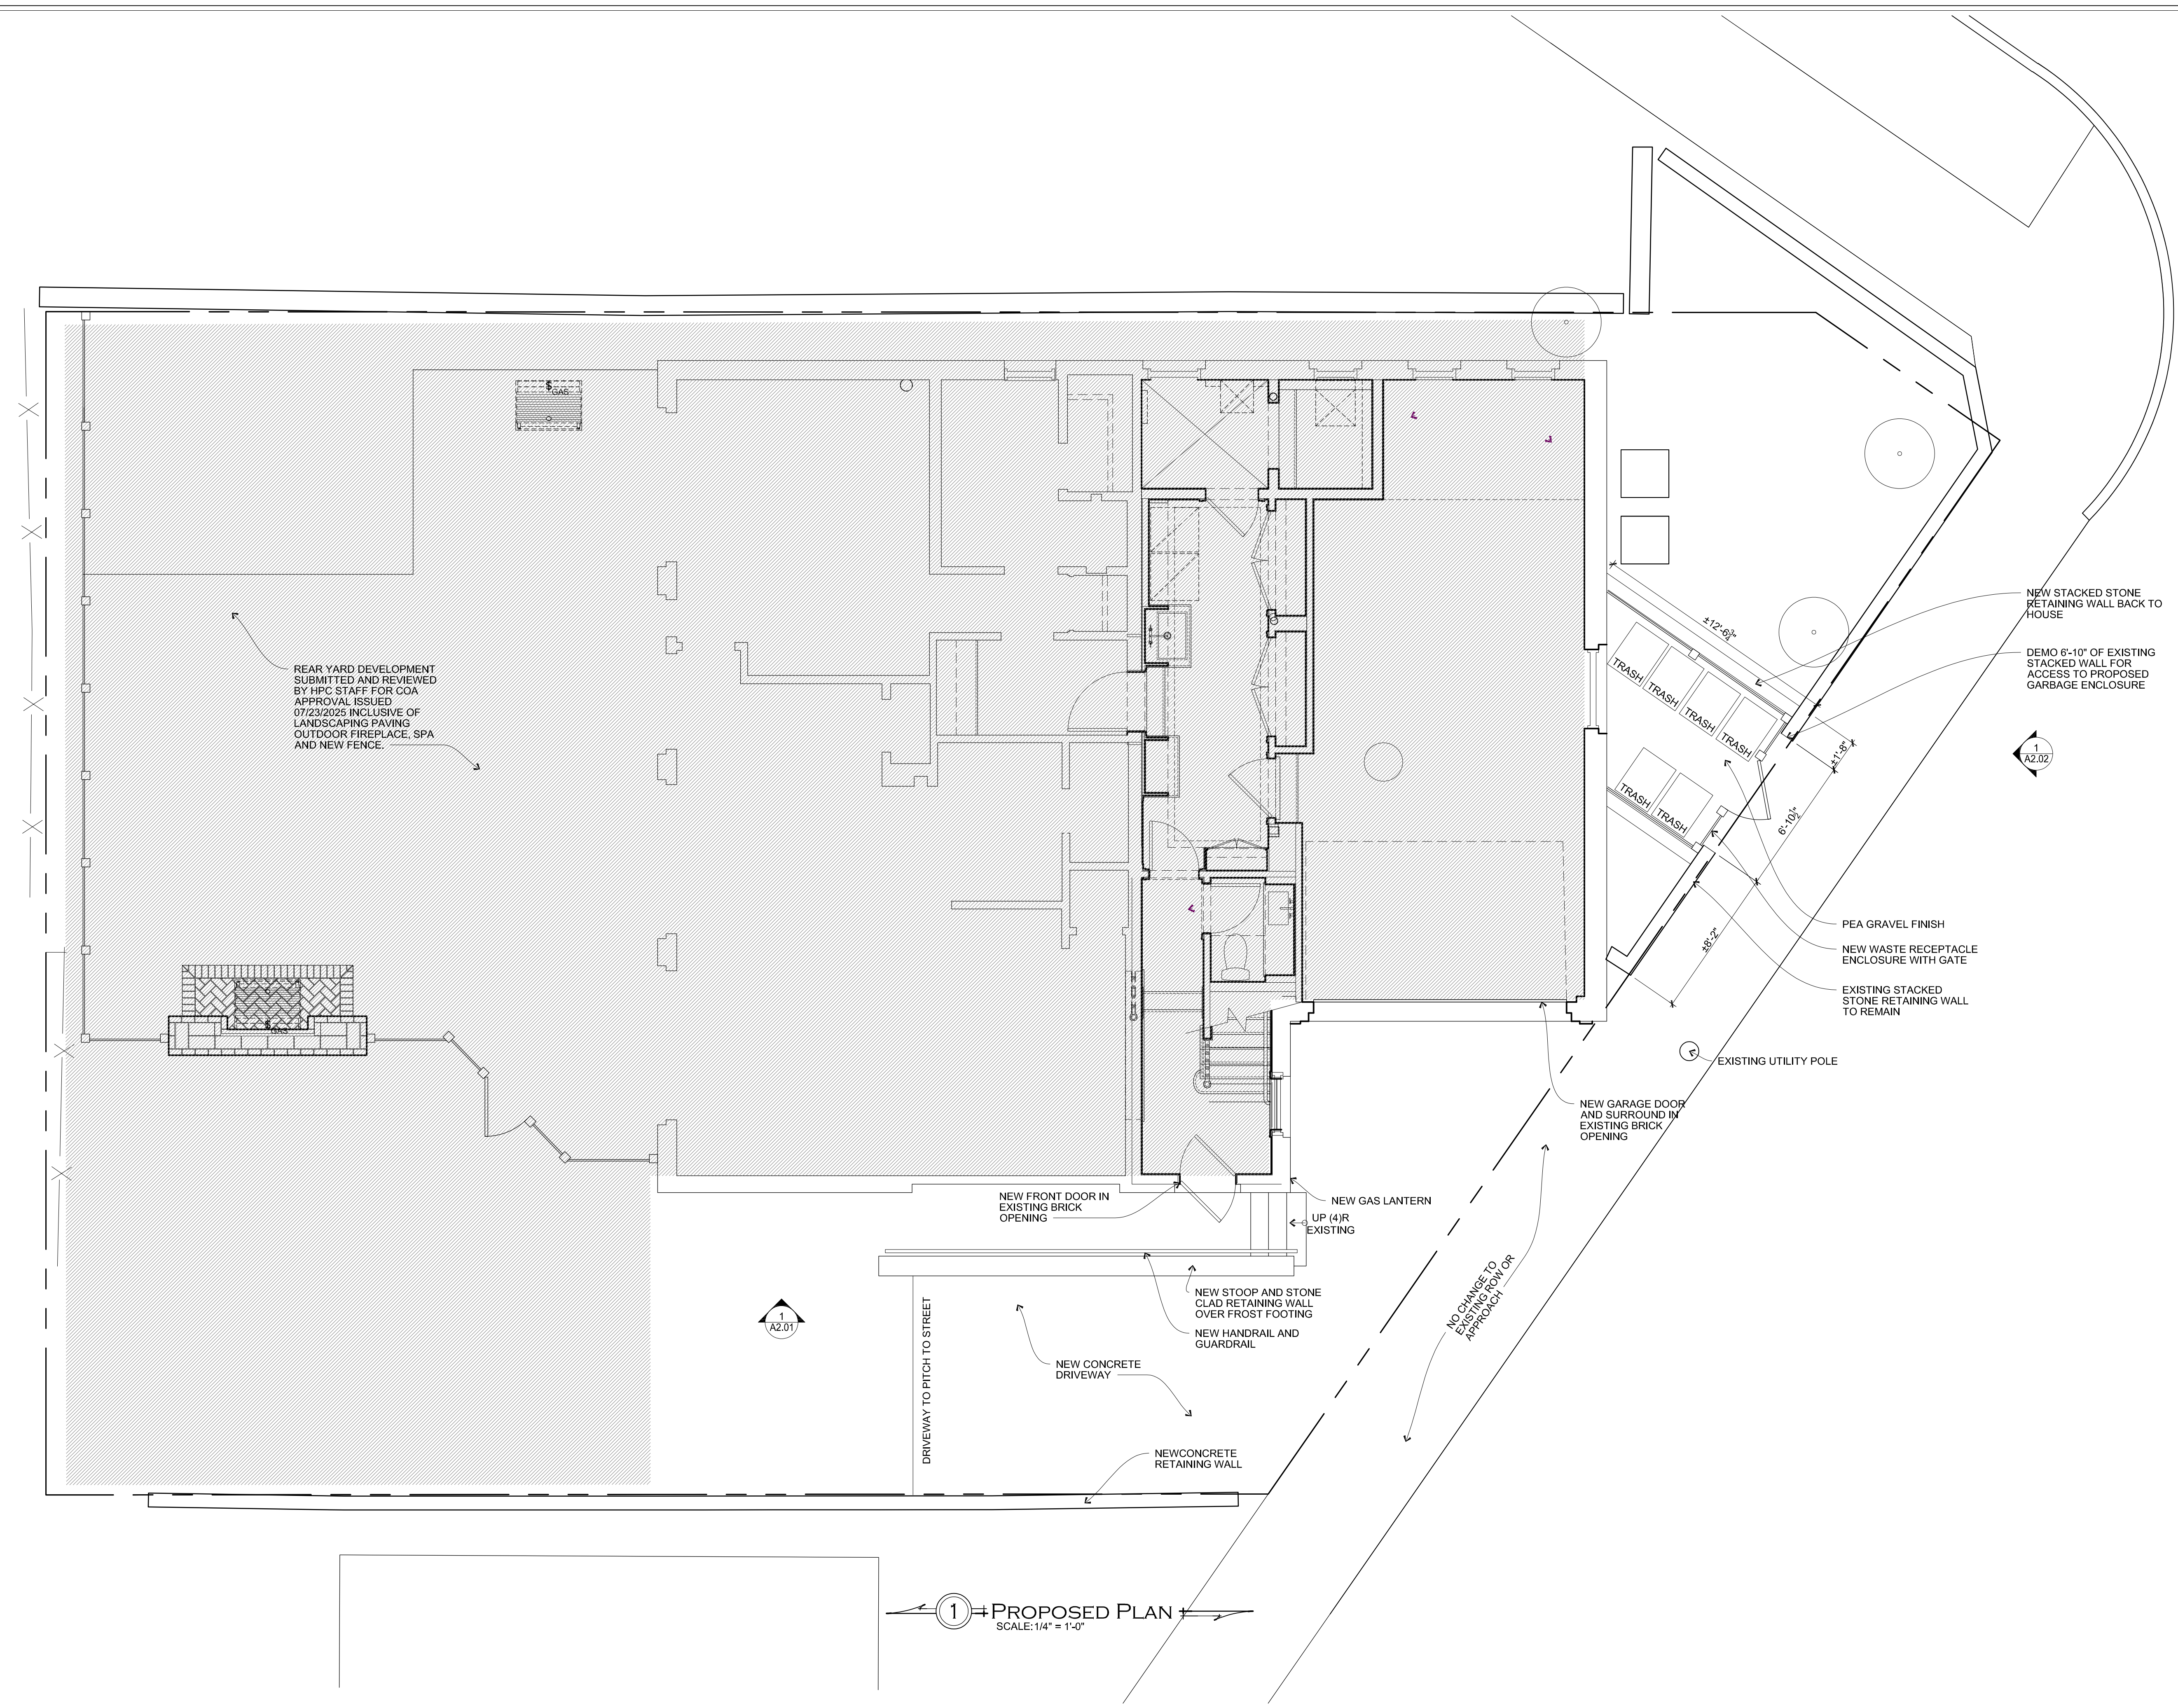 $
GAS
NEW STACKED STONE
RETAINING WALL BACK TO
HOUSE
±12'-6¾"
DEMO 6'-10" OF EXISTING
STACKED WALL FOR
ACCESS TO PROPOSED
GARBAGE ENCLOSURE
TRASH
TRASH
TRASH
TRASH
TRASH
TRASH
±1'-8"
6'-10½"
±8'-2"
1
A2.02
REAR YARD DEVELOPMENT
SUBMITTED AND REVIEWED
BY HPC STAFF FOR COA
APPROVAL ISSUED
07/23/2025 INCLUSIVE OF
LANDSCAPING PAVING
OUTDOOR FIREPLACE, SPA
AND NEW FENCE.
PEA GRAVEL FINISH
NEW WASTE RECEPTACLE
ENCLOSURE WITH GATE
EXISTING STACKED
STONE RETAINING WALL
TO REMAIN
$
GAS
EXISTING UTILITY POLE
NEW GARAGE DOOR
AND SURROUND IN
EXISTING BRICK
OPENING
NEW FRONT DOOR IN
EXISTING BRICK
OPENING
NEW GAS LANTERN
UP (4)R
EXISTING
NO CHANGE TO
EXISTING ROW OR
APPROACH
NEW STOOP AND STONE
CLAD RETAINING WALL
OVER FROST FOOTING
NEW HANDRAIL AND
GUARDRAIL
1
A2.01
DRIVEWAY TO PITCH TO STREET
NEW CONCRETE
DRIVEWAY
NEWCONCRETE
RETAINING WALL
1
PROPOSED PLAN
SCALE: 1/4" = 1'-0"